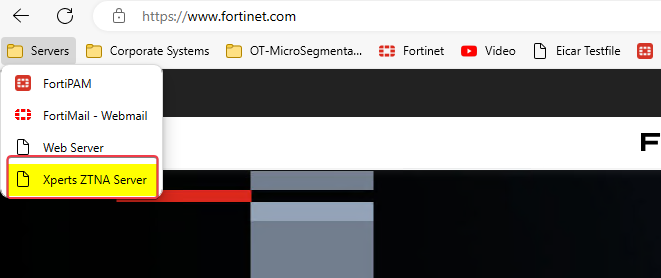 https://www.fortinet.com
Servers
Corporate Systems
OT-MicroSegmenta...
Fortinet
Video
Eicar Testfile
FortiPAM
FortiMail - Webmail
Web Server
Xperts ZTNA Server
F